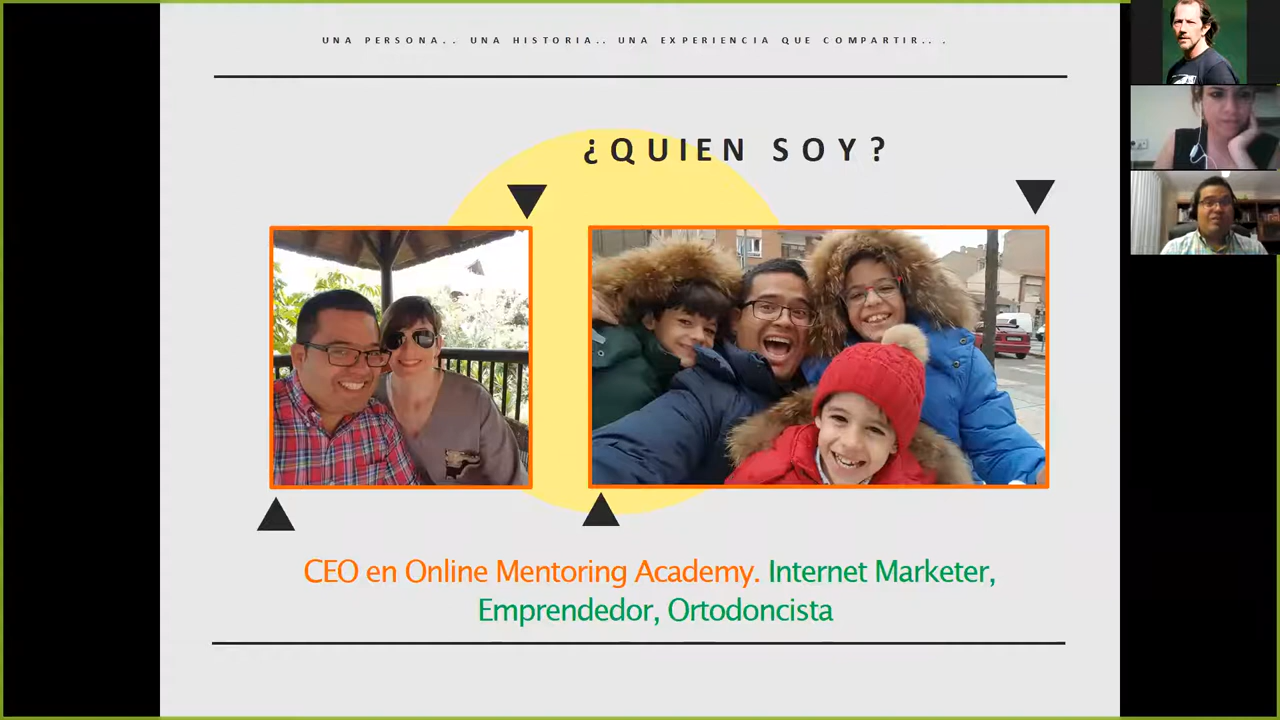 UNA PERSONA.. UNA HISTORIA.. UNA EXPERIENCIA QUE COMPARTIR.. .
¿QUIEN SOY?
CEO en Online Mentoring Academy. Internet Marketer,
Emprendedor, Ortodoncista